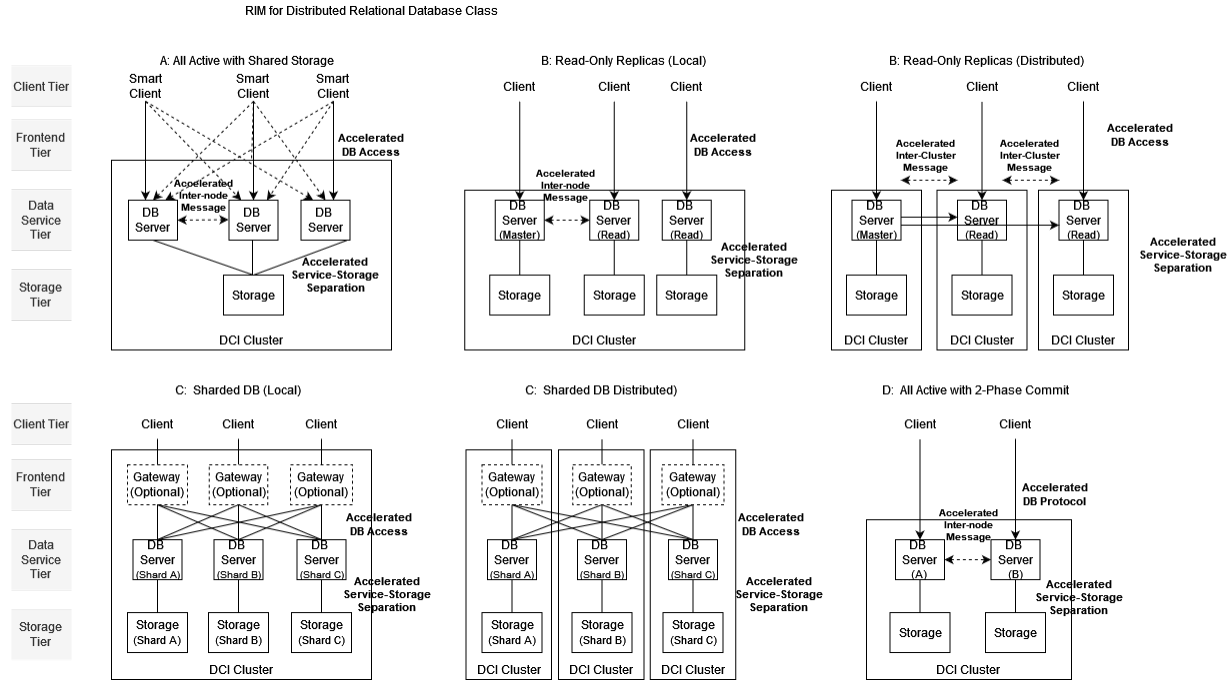 RIM for Distributed Relational Database Class
A: All Active with Shared Storage
B: Read-Only Replicas (Local)
B: Read-Only Replicas (Distributed)
Client Tier
Smart
Client
Smart
Client
Smart
Client
Client
Client
Client
Client
Client
Client
Frontend
Tier
Accelerated
DB Access
Accelerated
DB Access
Accelerated
Inter-Cluster
Message
Accelerated
Inter-Cluster
Message
Accelerated
DB Access
Data
Service
Tier
Accelerated
Inter-node
Message
DB
Server
DB
Server
DB
Server
Accelerated
Inter-node
Message
DB
Server
(Master)
DB
Server
(Read)
DB
Server
(Read)
DB
Server
(Master)
DB
Server
(Read)
DB
Server
(Read)
Accelerated
Service-Storage
Separation
Accelerated
Service-Storage
Separation
Accelerated
Service-Storage
Separation
Storage
Tier
Storage
Storage
Storage
Storage
Storage
Storage
Storage
DCI Cluster
DCI Cluster
DCI Cluster
DCI Cluster
DCI Cluster
C:  Sharded DB (Local)
C:  Sharded DB Distributed)
D:  All Active with 2-Phase Commit
Client Tier
Client
Client
Client
Client
Client
Client
Client
Client
Frontend
Tier
Gateway
(Optional)
Gateway
(Optional)
Gateway
(Optional)
Gateway
(Optional)
Gateway
(Optional)
Gateway
(Optional)
Accelerated
DB Protocol
Accelerated
DB Access
Accelerated
DB Access
Accelerated
Inter-node
Message
Data
Service
Tier
DB
Server
(Shard A)
DB
Server
(Shard B)
DB
Server
(Shard C)
DB
Server
(Shard A)
DB
Server
(Shard B)
DB
Server
(Shard C)
DB
Server
(A)
DB
Server
(B)
Accelerated
Service-Storage
Separation
Accelerated
Service-Storage
Separation
Accelerated
Service-Storage
Separation
Storage
Tier
Storage
(Shard A)
Storage
(Shard B)
Storage
(Shard C)
Storage
(Shard A)
Storage
(Shard B)
Storage
(Shard C)
Storage
Storage
DCI Cluster
DCI Cluster
DCI Cluster
DCI Cluster
DCI Cluster